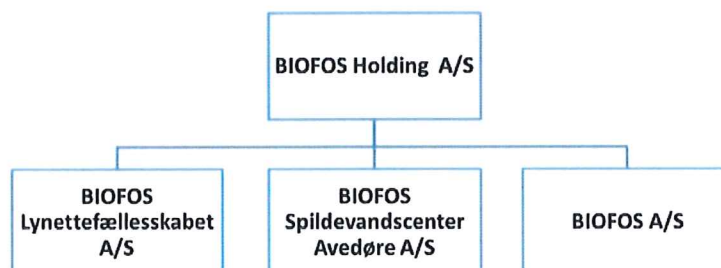 BIOFOS Holding A/S
BIOFOS
Lynettefællesskabet
A/S
BIOFOS
Spildevandscenter
Avedøre A/S
BIOFOS A/S